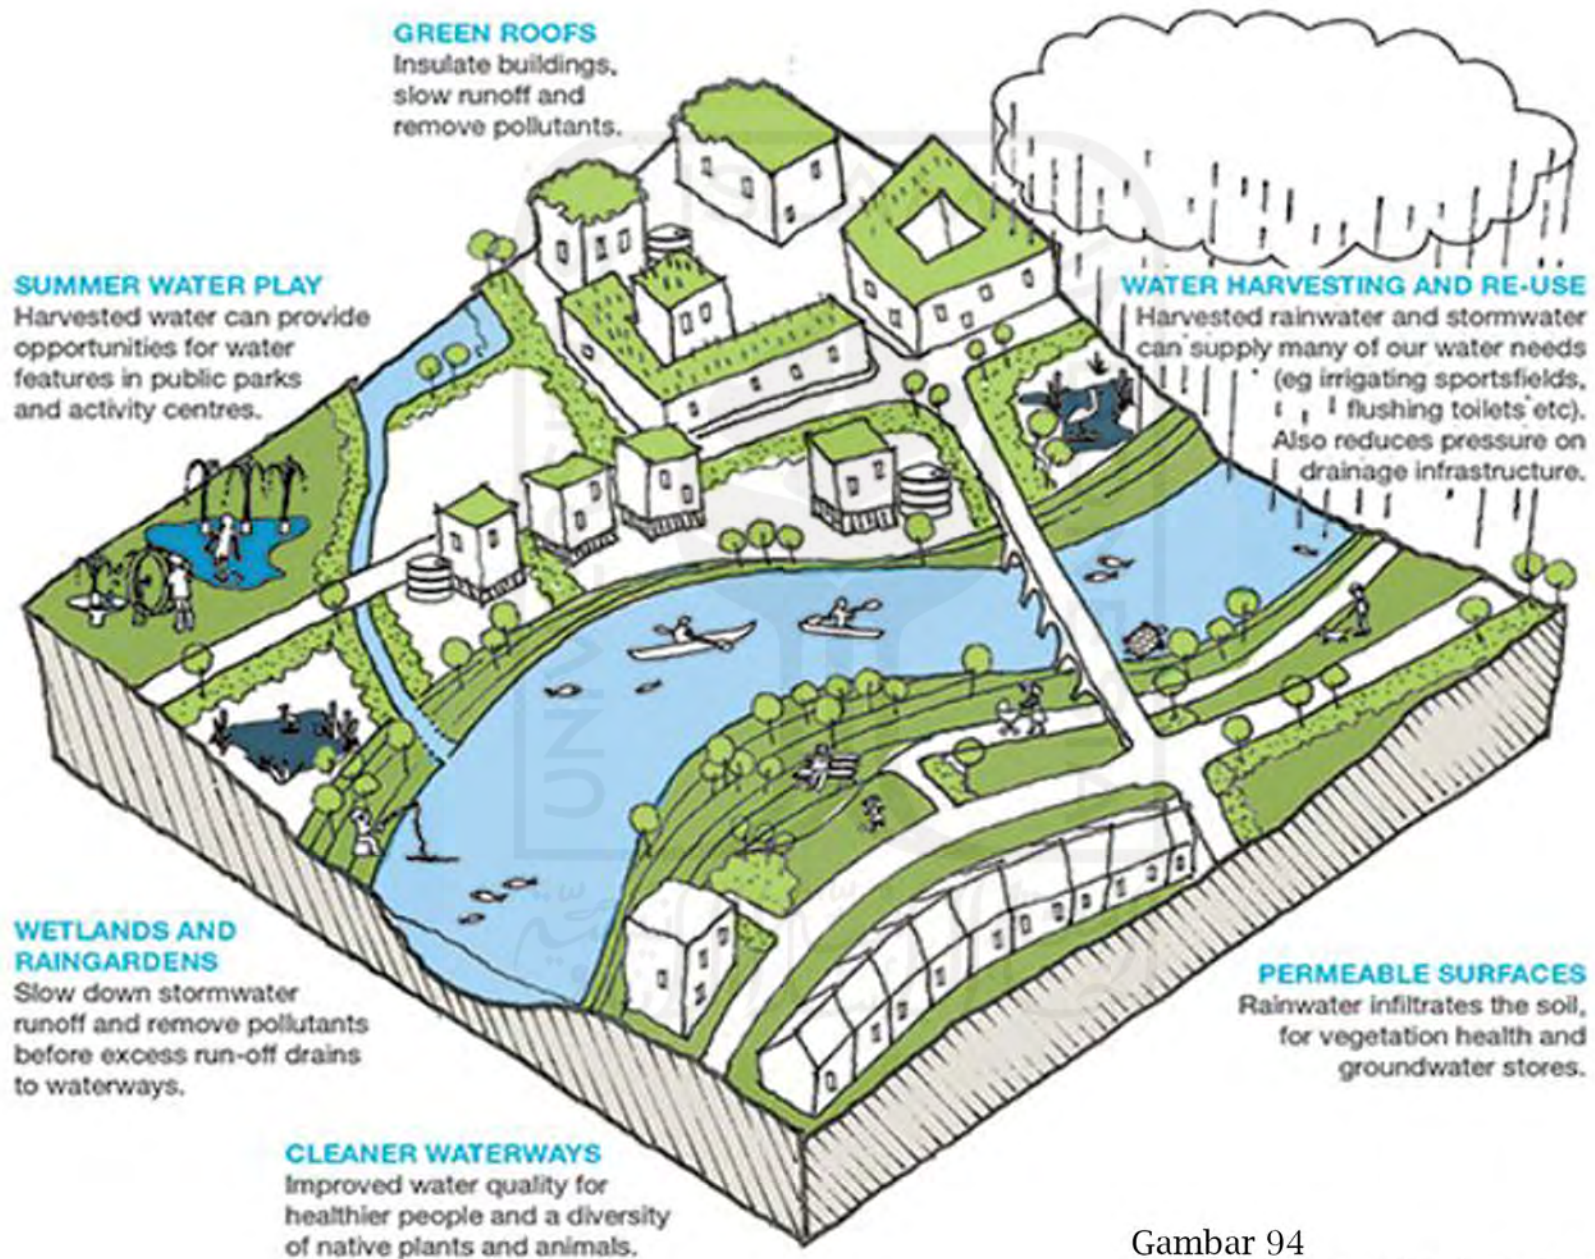 GREEN ROOFS
Insulate buildings,
slow runoff and
remove pollutants.
SUMMER WATER PLAY
Harvested water can provide
opportunities for water
features in public parks
and activity centres.
WATER HARVESTING AND RE-USE
Harvested rainwater and stormwater
can supply many of our water needs
(eg irrigating sportsfields,
flushing toilets etc).
Also reduces pressure on
drainage infrastructure.
WETLANDS AND
RAINGARDENS
Slow down stormwater
runoff and remove pollutants
before excess run-off drains
to waterways.
PERMEABLE SURFACES
Rainwater infiltrates the soil,
for vegetation health and
groundwater stores.
CLEANER WATERWAYS
Improved water quality for
healthier people and a diversity
of native plants and animals.
Gambar 94